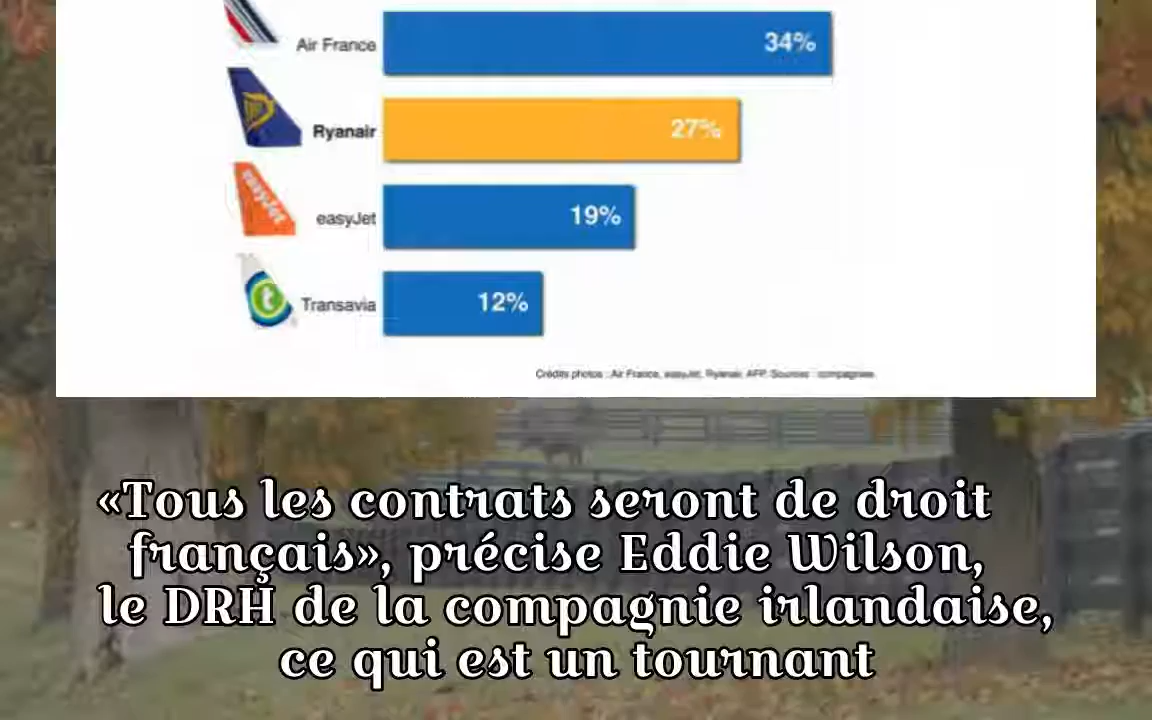 Air France 34%
Ryanair 27%
easyJet
easyJet 19%
Transavia 12%
Crédits photos : Air France, easyJet, Ryanair, AFP. Sources : compagnies
«Tous les contrats seront de droit
français», précise Eddie Wilson,
le DRH de la compagnie irlandaise,
ce qui est un tournant